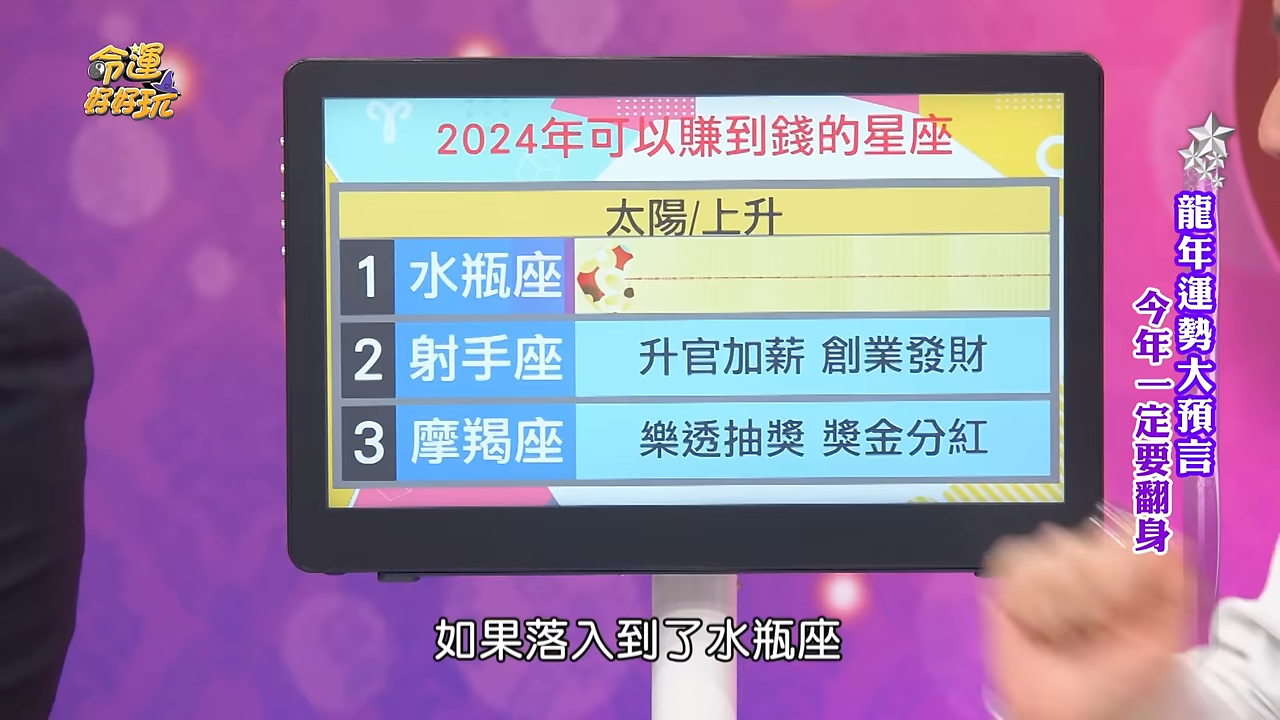 命運
好好玩
2024年可以賺到錢的星座
太陽/上升
1 水瓶座
2 射手座 升官加薪 創業發財
3 摩羯座 樂透抽獎 獎金分紅
龍年運勢大預言
今年一定要翻身
如果落入到了水瓶座